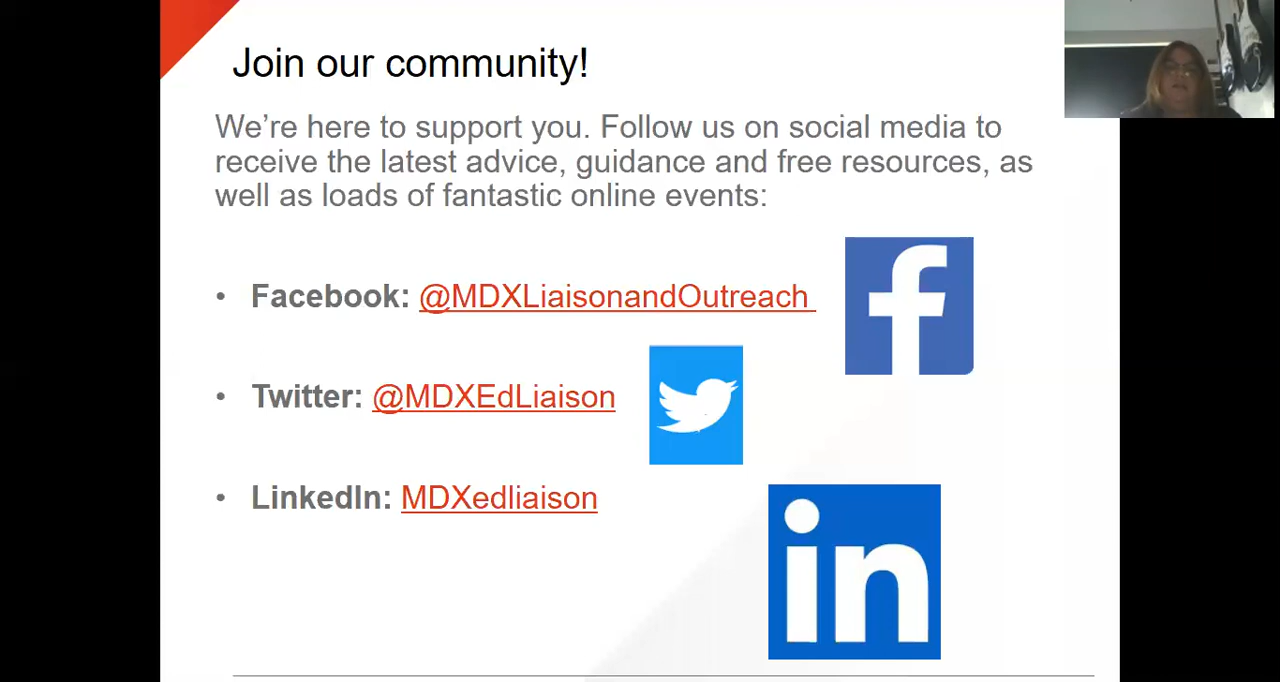 Join our community!
We're here to support you. Follow us on social media to
receive the latest advice, guidance and free resources, as
well as loads of fantastic online events:
• Facebook: @MDXLiaisonandOutreach
• Twitter: @MDXEdLiaison
• LinkedIn: MDXedliaison
f
in